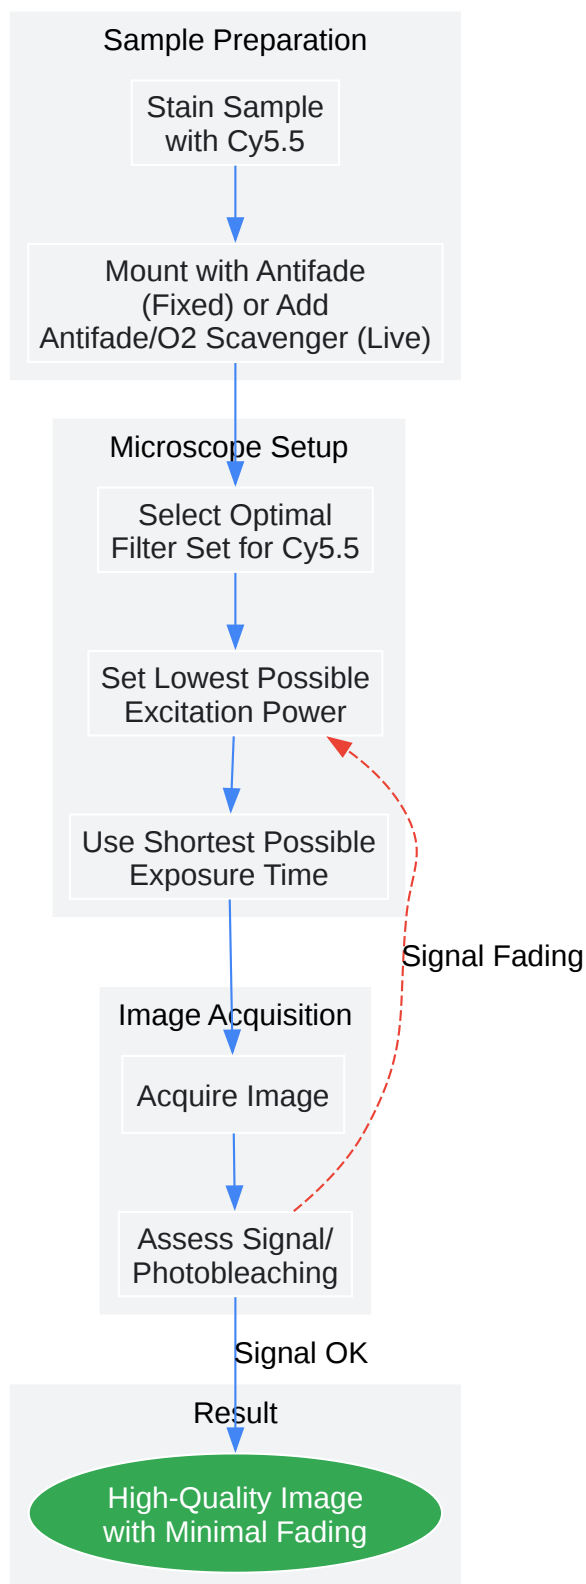 Sample Preparation
Stain Sample
with Cy5.5
Mount with Antifade
(Fixed) or Add
Antifade/O2 Scavenger (Live)
Microscope Setup
Select Optimal
Filter Set for Cy5.5
Set Lowest Possible
Excitation Power
Use Shortest Possible
Exposure Time
Signal Fading
Image Acquisition
Acquire Image
Assess Signal/
Photobleaching
Signal OK
Result
High-Quality Image
with Minimal Fading